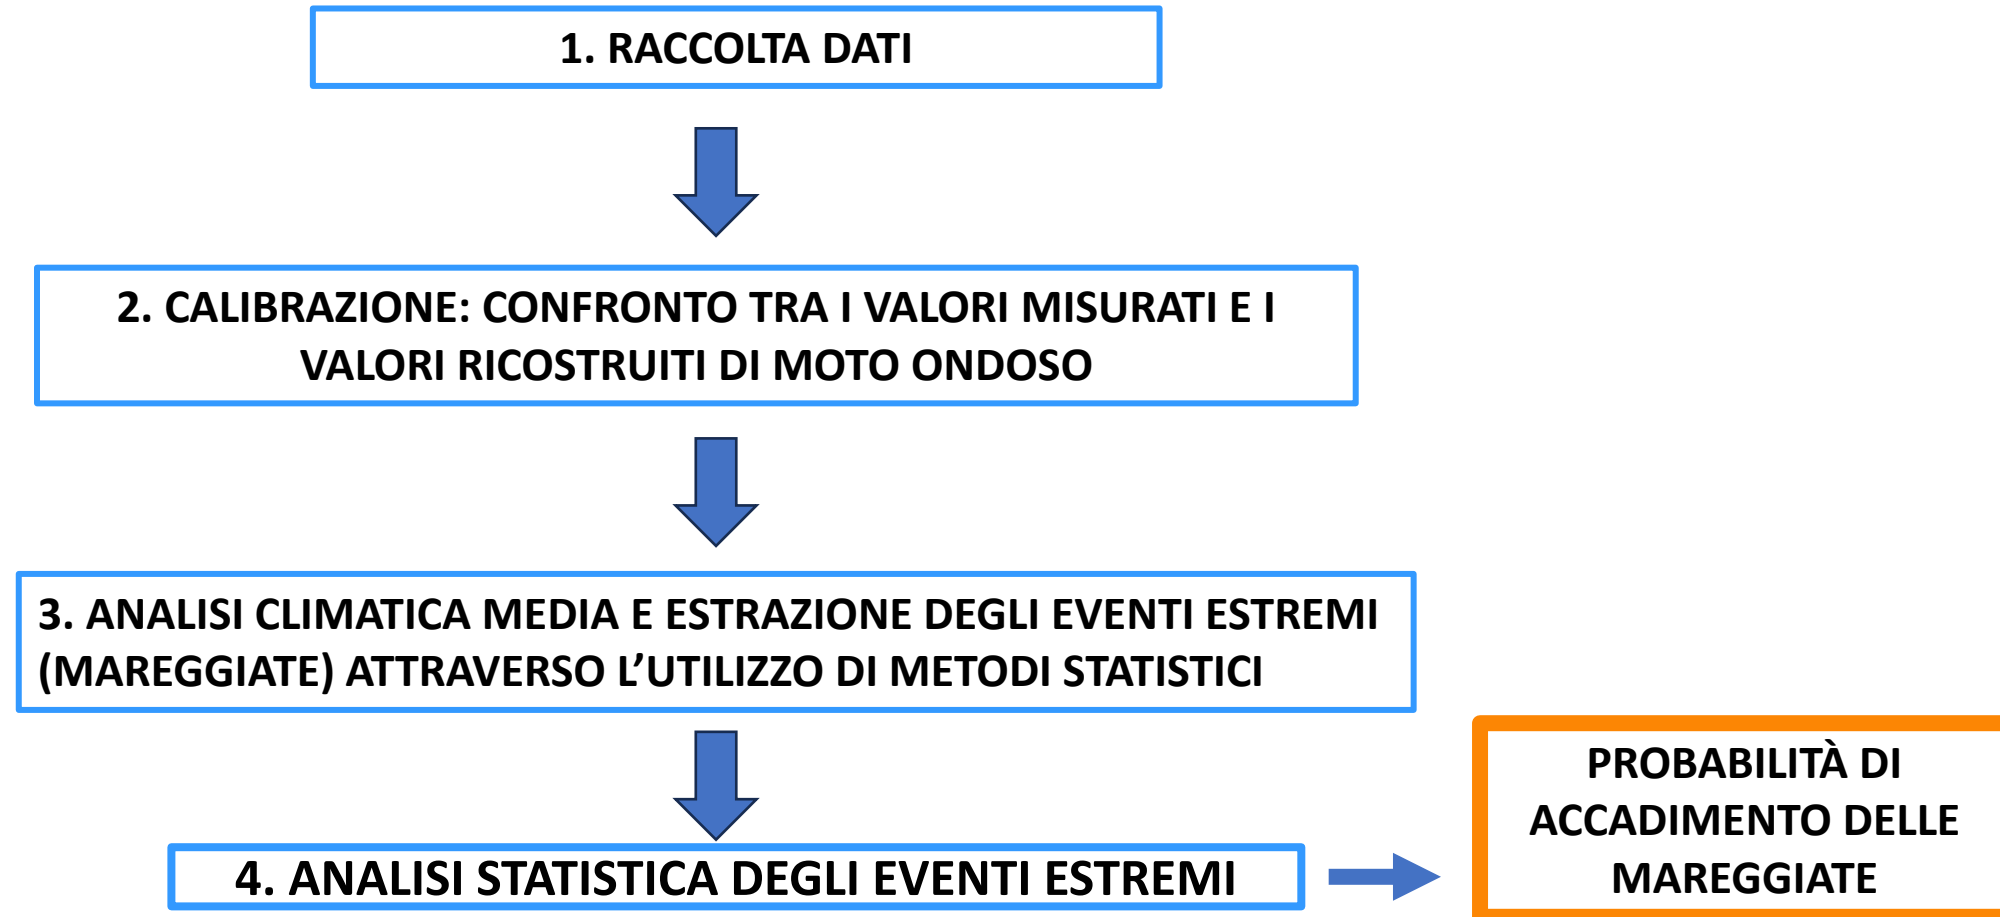 1. RACCOLTA DATI
2. CALIBRAZIONE: CONFRONTO TRA I VALORI MISURATI E I
VALORI RICOSTRUITI DI MOTO ONDOSO
3. ANALISI CLIMATICA MEDIA E ESTRAZIONE DEGLI EVENTI ESTREMI
(MAREGGIATE) ATTRAVERSO L’UTILIZZO DI METODI STATISTICI
4. ANALISI STATISTICA DEGLI EVENTI ESTREMI
PROBABILITÀ DI
ACCADIMENTO DELLE
MAREGGIATE